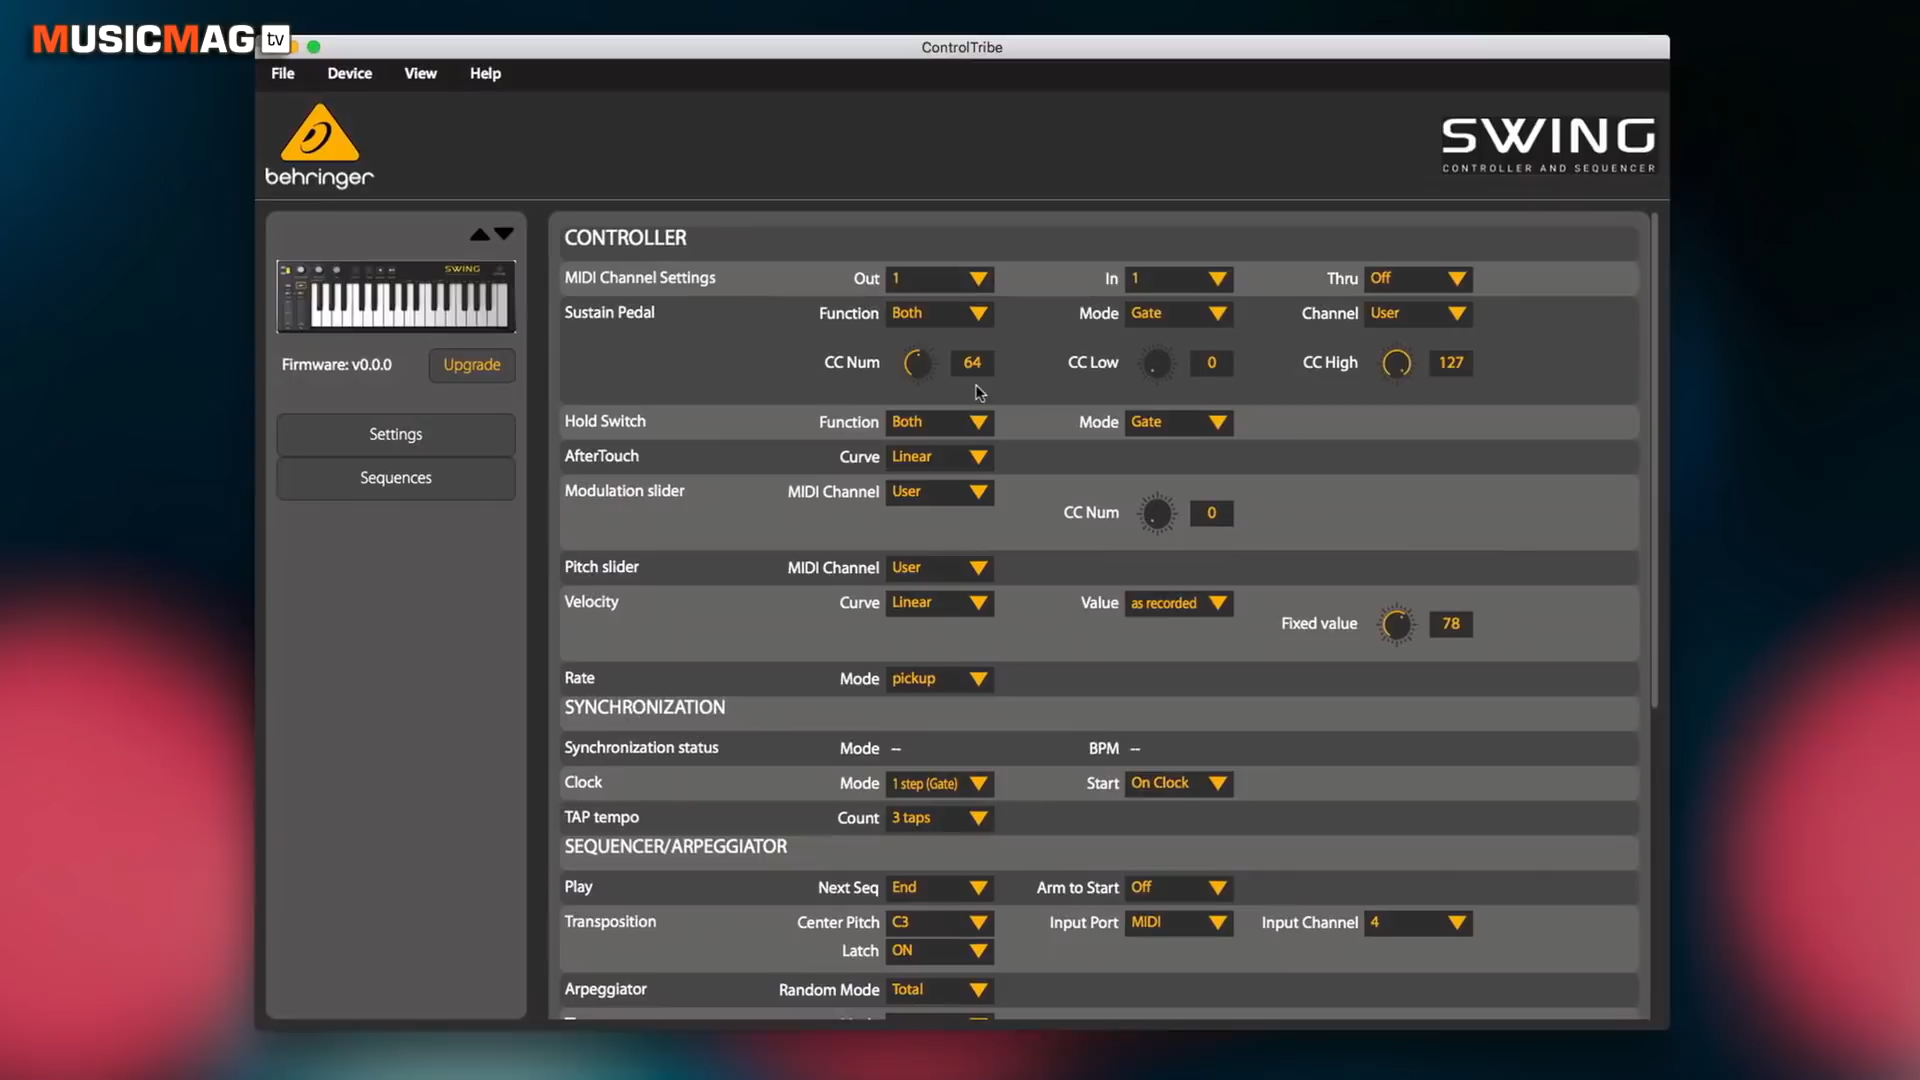 MUSICMAG tv
ControlTribe
File Device View Help
behringer
SWING
CONTROLLER AND SEQUENCER
SWING
Firmware: v0.0.0 Upgrade
Settings
Sequences
CONTROLLER
MIDI Channel Settings Out 1 In 1 Thru Off
Sustain Pedal Function Both Mode Gate Channel User
CC Num 64 CC Low 0 CC High 127
Hold Switch Function Both Mode Gate
AfterTouch Curve Linear
Modulation slider MIDI Channel User
CC Num 0
Pitch slider MIDI Channel User
Velocity Curve Linear Value as recorded
Fixed value 78
Rate Mode pickup
SYNCHRONIZATION
Synchronization status Mode -- BPM --
Clock Mode 1 step (Gate) Start On Clock
TAP tempo Count 3 taps
SEQUENCER/ARPEGGIATOR
Play Next Seq End Arm to Start Off
Transposition Center Pitch C3 Input Port MIDI Input Channel 4
Latch ON
Arpeggiator Random Mode Total